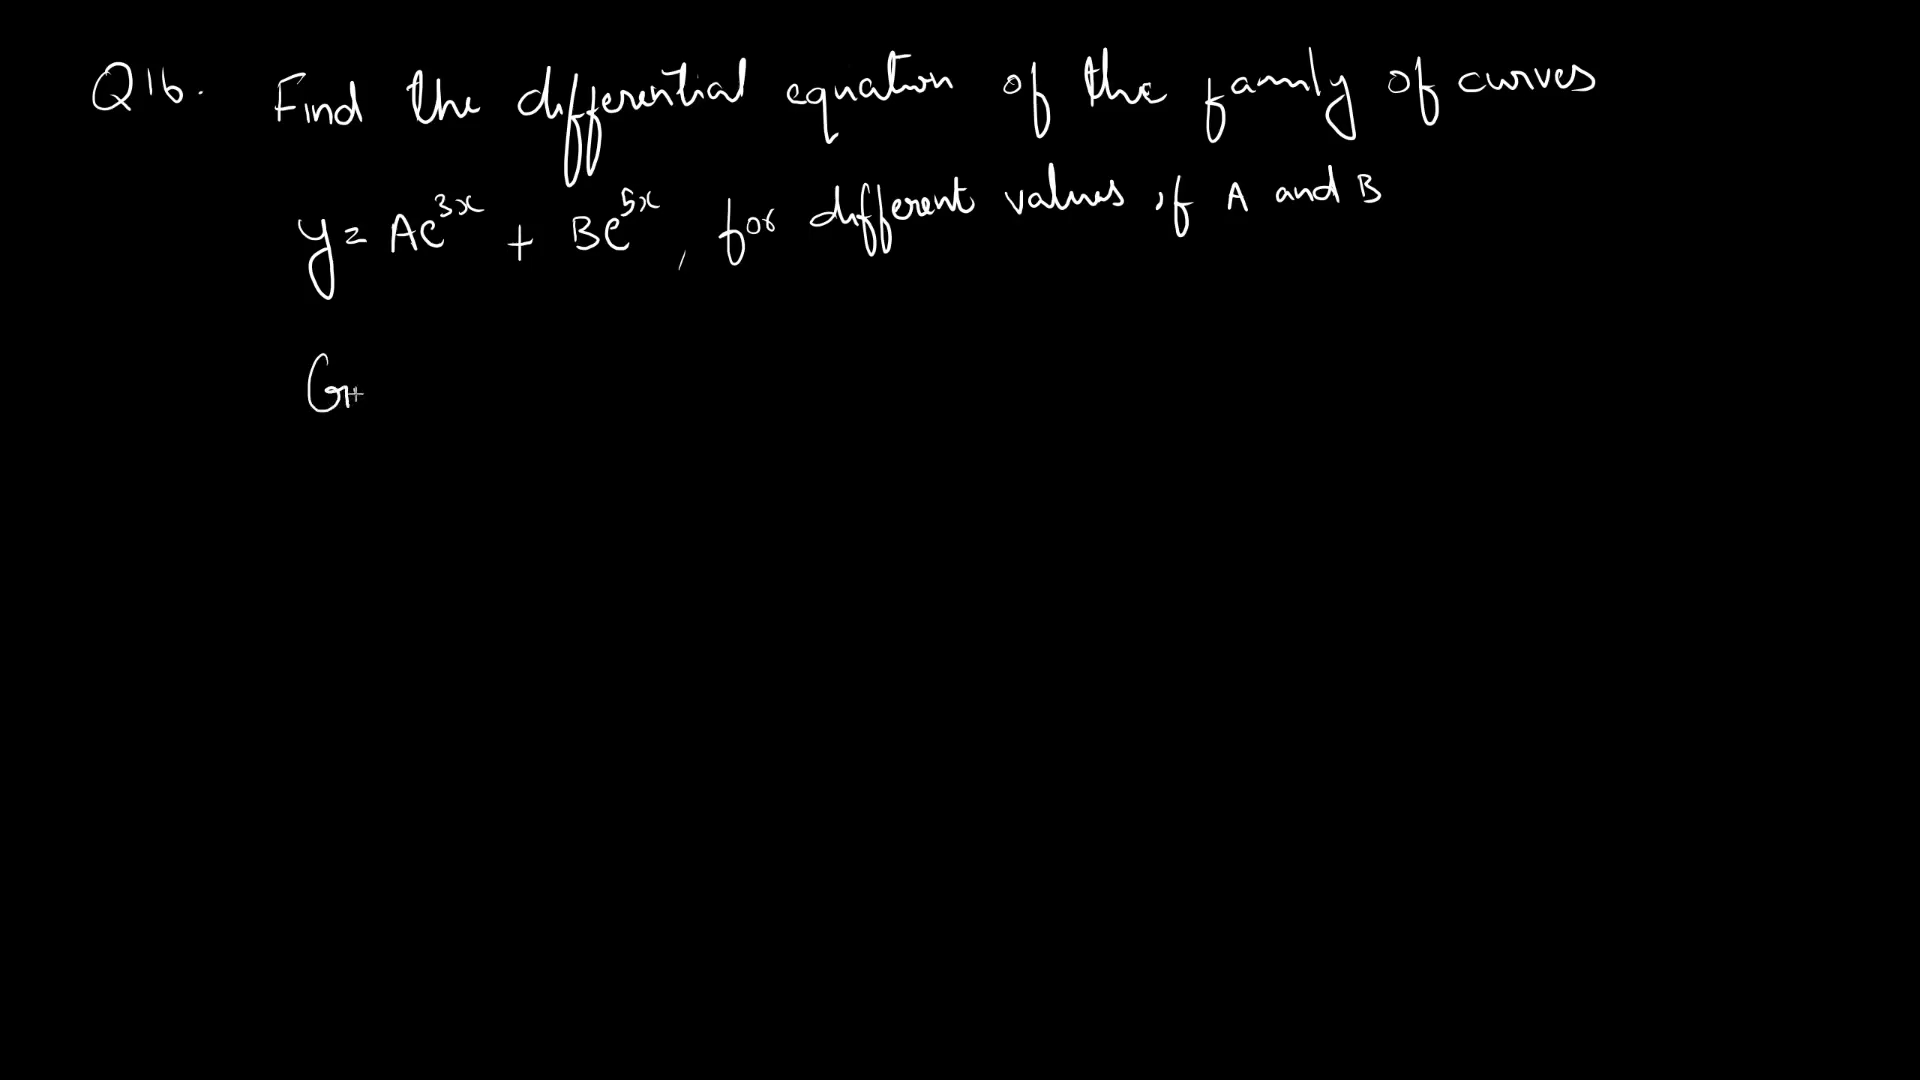 Q16. Find the differential equation of the family of curves
y = Ae^3x + Be^5x, for different values of A and B
G